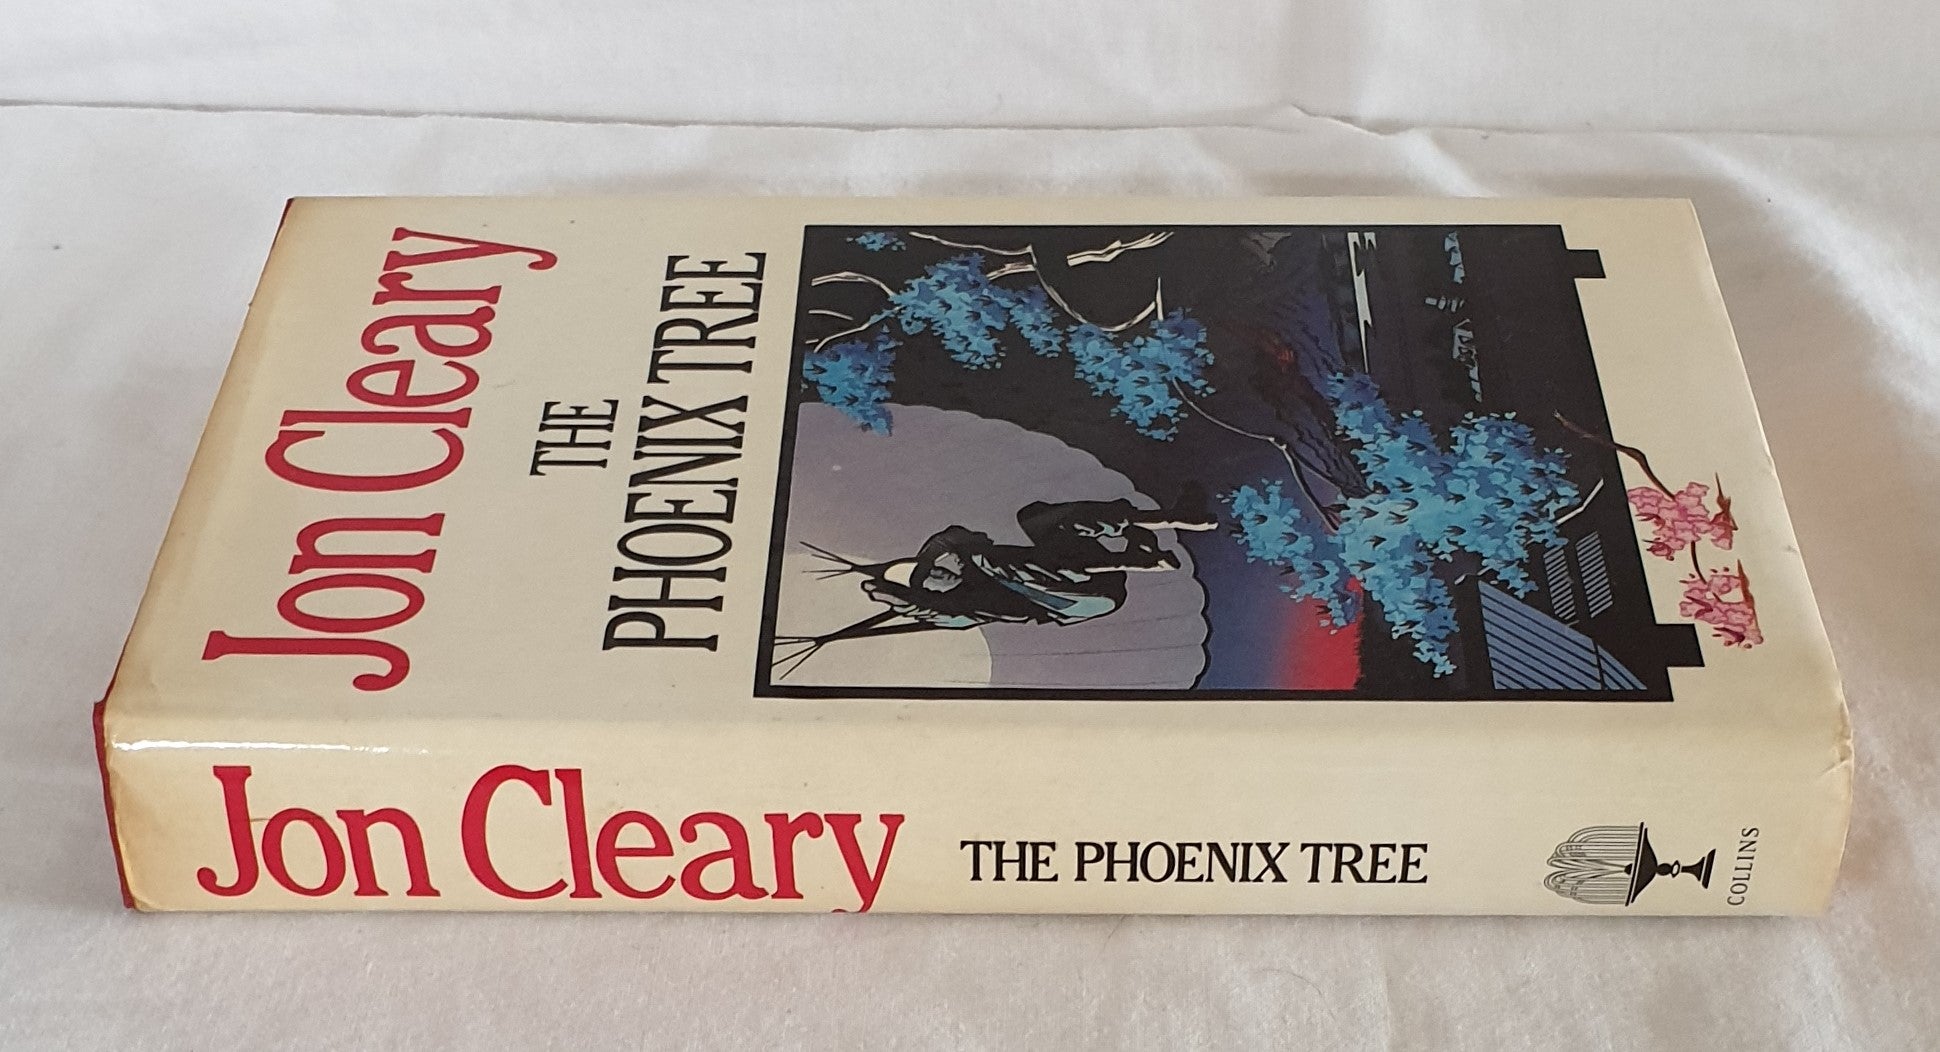 Jon Cleary
THE
PHOENIX TREE
Jon Cleary
THE PHOENIX TREE
COLLINS